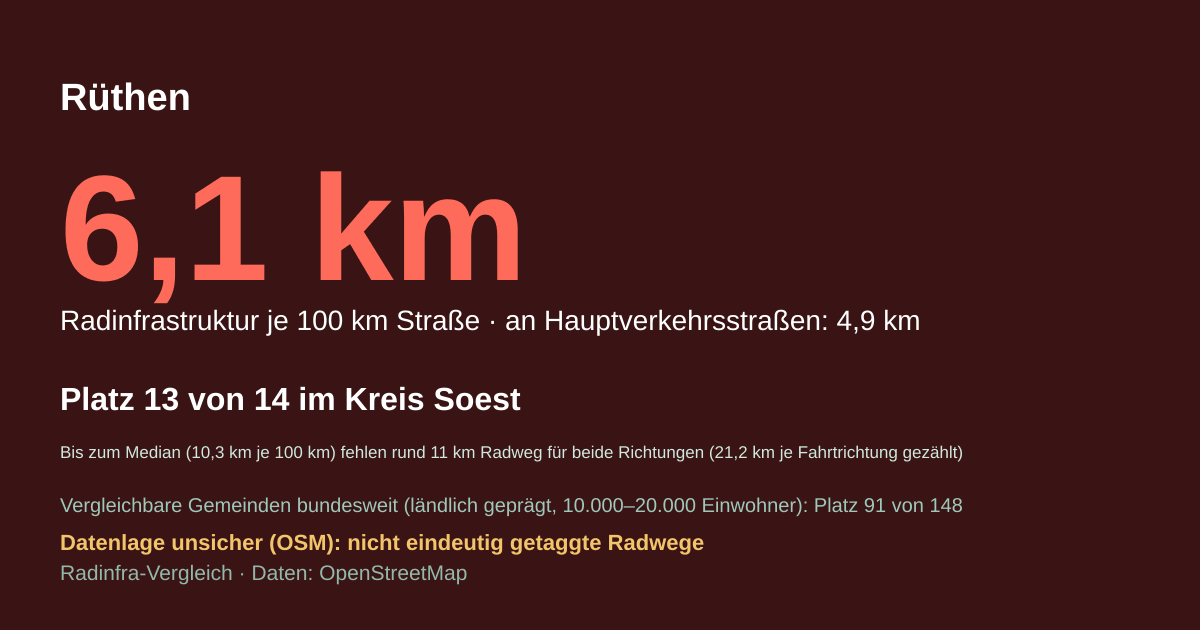 Rüthen
6,1 km
Radinfrastruktur je 100 km Straße · an Hauptverkehrsstraßen: 4,9 km
Platz 13 von 14 im Kreis Soest
Bis zum Median (10,3 km je 100 km) fehlen rund 11 km Radweg für beide Richtungen (21,2 km je Fahrtrichtung gezählt)
Vergleichbare Gemeinden bundesweit (ländlich geprägt, 10.000–20.000 Einwohner): Platz 91 von 148
Datenlage unsicher (OSM): nicht eindeutig getaggte Radwege
Radinfra-Vergleich · Daten: OpenStreetMap